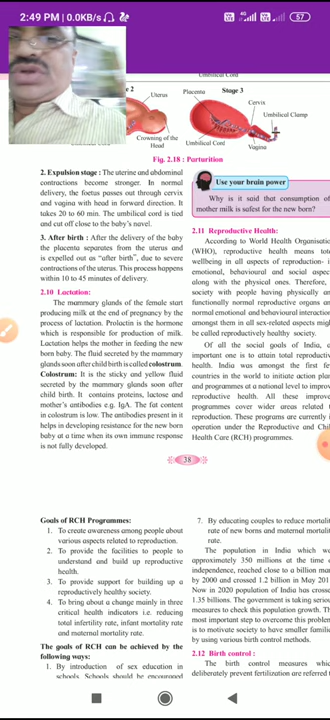 2:49 PM | 0.0KB/s
57
Umbilical Cord
e 2
Uterus
Crowning of the
Head
Placenta
Stage 3
Cervix
Umbilical Clamp
Umbilical Cord
Vagina
Fig. 2.18 : Parturition
2. Expulsion stage : The uterine and abdominal
contractions become stronger. In normal
delivery, the foetus passes out through cervix
and vagina with head in forward direction. It
takes 20 to 60 min. The umbilical cord is tied
and cut off close to the baby's navel.
3. After birth : After the delivery of the baby
the placenta separates from the uterus and
is expelled out as "after birth", due to severe
contractions of the uterus. This process happens
within 10 to 45 minutes of delivery.
2.10 Lactation:
The mammary glands of the female start
producing milk at the end of pregnancy by the
process of lactation. Prolactin is the hormone
which is responsible for production of milk.
Lactation helps the mother in feeding the new
born baby. The fluid secreted by the mammary
glands soon after child birth is called colostrum.
Colostrum: It is the sticky and yellow fluid
secreted by the mammary glands soon after
child birth. It contains proteins, lactose and
mother's antibodies e.g. IgA. The fat content
in colostrum is low. The antibodies present in it
helps in developing resistance for the new born
baby at a time when its own immune response
is not fully developed.
Use your brain power
Why is it said that consumption of
mother milk is safest for the new born?
2.11 Reproductive Health:
According to World Health Organisatio
(WHO), reproductive health means tota
wellbeing in all aspects of reproduction- i
emotional, behavioural and social aspec
along with the physical ones. Therefore,
society with people having physically an
functionally normal reproductive organs an
normal emotional and behavioural interaction
amongst them in all sex-related aspects migh
be called reproductively healthy society.
Of all the social goals of India, a
important one is to attain total reproductiv
health. India was amongst the first fe
countries in the world to initiate action plan
and programmes at a national level to improv
reproductive health. All these improve
programmes cover wider areas related t
reproduction. These programs are currently i
operation under the Reproductive and Chil
Health Care (RCH) programmes.
38
Goals of RCH Programmes:
1. To create awareness among people about
various aspects related to reproduction.
2. To provide the facilities to people to
understand and build up reproductive
health.
3. To provide support for building up a
reproductively healthy society.
4. To bring about a change mainly in three
critical health indicators i.e. reducing
total infertility rate, infant mortality rate
and maternal mortality rate.
The goals of RCH can be achieved by the
following ways:
1. By introduction of sex education in
schools. Schools should be encouraged
7. By educating couples to reduce mortali
rate of new borns and maternal mortalit
rate.
The population in India which wa
approximately 350 millions at the time o
independence, reached close to a billion mar
by 2000 and crossed 1.2 billion in May 201
Now in 2020 population of India has crosse
1.35 billions. The government is taking seriou
measures to check this population growth. Th
most important step to overcome this problem
is to motivate society to have smaller familie
by using various birth control methods.
2.12 Birth control :
The birth control measures whic
deliberately prevent fertilization are referred t